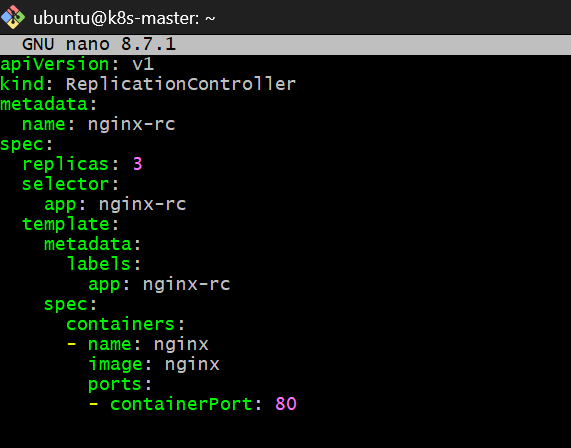 ubuntu@k8s-master: ~
GNU nano 8.7.1
apiVersion: v1
kind: ReplicationController
metadata:
  name: nginx-rc
spec:
  replicas: 3
  selector:
    app: nginx-rc
  template:
    metadata:
      labels:
        app: nginx-rc
    spec:
      containers:
      - name: nginx
        image: nginx
        ports:
        - containerPort: 80